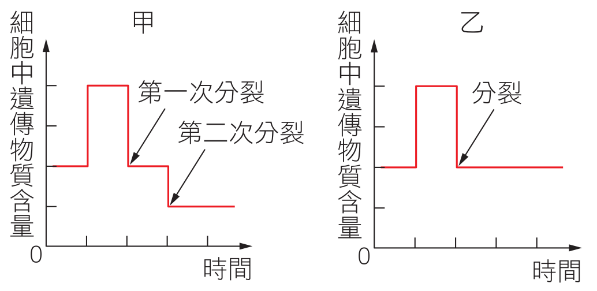 甲
細胞中遺傳物質含量
第一次分裂
第二次分裂
0
時間
乙
細胞中遺傳物質含量
分裂
0
時間